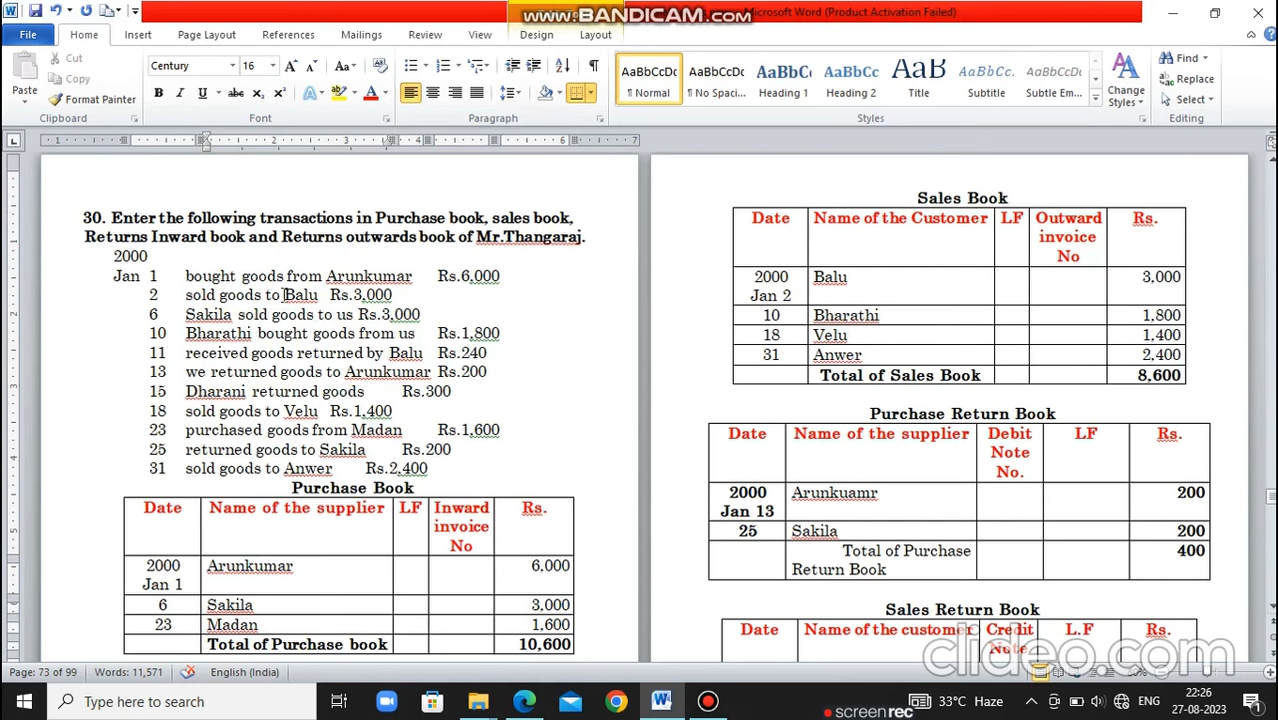 www.BANDICAM.com
Microsoft Word (Product Activation Failed)
File Home Insert Page Layout References Mailings Review View Design Layout
Paste
Cut
Copy
Format Painter
Clipboard
Century 16
Font
Paragraph
AaBbCcDc AaBbCcDc AaBbCc AaBbCc AaB AaBbCc. AaBbCcDc
¶ Normal ¶ No Spaci... Heading 1 Heading 2 Title Subtitle Subtle Em...
Change Styles
Styles
Find
Replace
Select
Editing
30. Enter the following transactions in Purchase book, sales book,
Returns Inward book and Returns outwards book of Mr.Thangaraj.
2000
Jan 1 bought goods from Arunkumar Rs.6,000
2 sold goods to Balu Rs.3,000
6 Sakila sold goods to us Rs.3,000
10 Bharathi bought goods from us Rs.1,800
11 received goods returned by Balu Rs.240
13 we returned goods to Arunkumar Rs.200
15 Dharani returned goods Rs.300
18 sold goods to Velu Rs.1,400
23 purchased goods from Madan Rs.1,600
25 returned goods to Sakila Rs.200
31 sold goods to Anwer Rs.2,400
Purchase Book
Date Name of the supplier LF Inward invoice No Rs.
2000 Jan 1 Arunkumar 6,000
6 Sakila 3,000
23 Madan 1,600
Total of Purchase book 10,600
Sales Book
Date Name of the Customer LF Outward invoice No Rs.
2000 Jan 2 Balu 3,000
10 Bharathi 1,800
18 Velu 1,400
31 Anwer 2,400
Total of Sales Book 8,600
Purchase Return Book
Date Name of the supplier Debit Note No. LF Rs.
2000 Jan 13 Arunkuamr 200
25 Sakila 200
Total of Purchase Return Book 400
Sales Return Book
Date Name of the customer Credit Note L.F Rs.
clideo.com
Page: 73 of 99 Words: 11,571 English (India)
Type here to search
33°C Haze
ENG
22:26
27-08-2023
screenrec